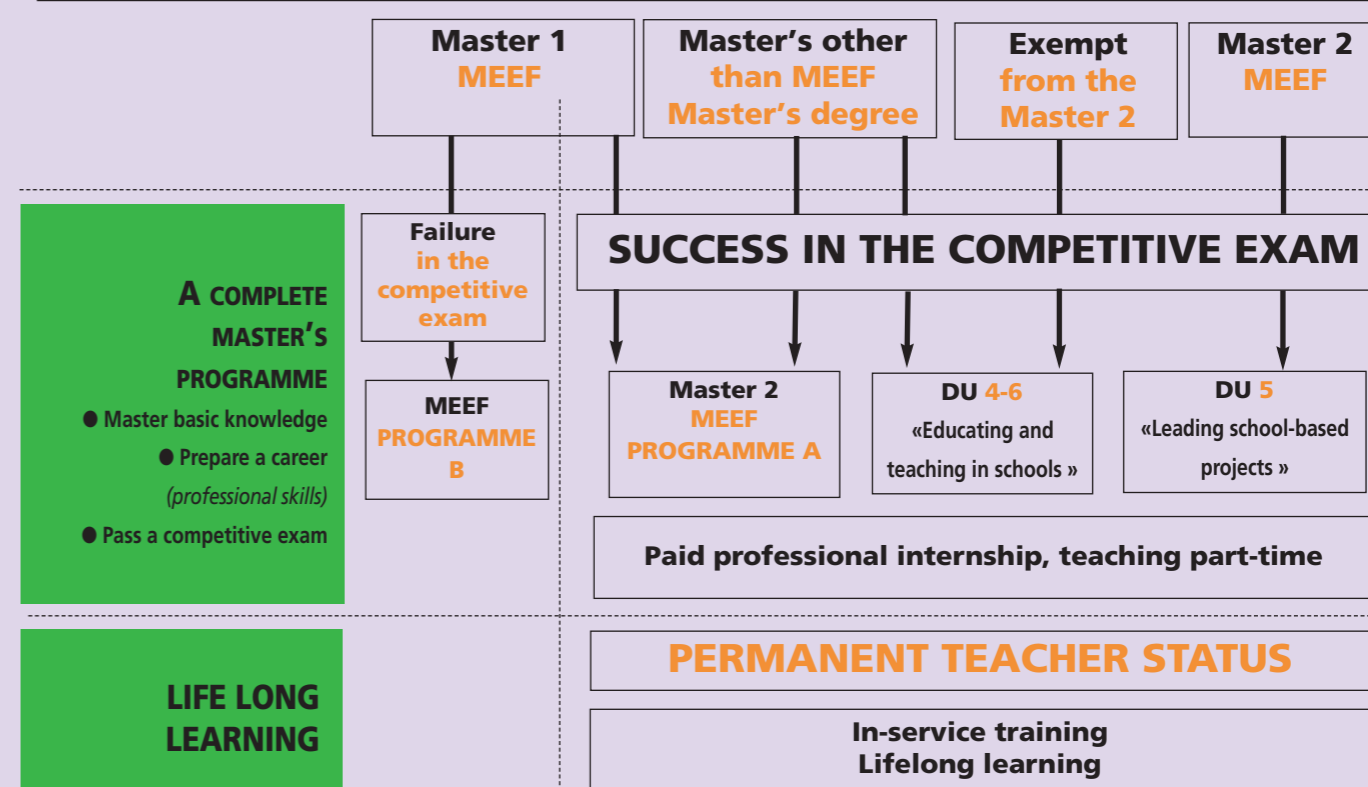 Master 1
MEEF
Master's other
than MEEF
Master's degree
Exempt
from the
Master 2
Master 2
MEEF
A COMPLETE
MASTER'S
PROGRAMME
● Master basic knowledge
● Prepare a career
(professional skills)
● Pass a competitive exam
Failure
in the
competitive
exam
SUCCESS IN THE COMPETITIVE EXAM
MEEF
PROGRAMME
B
Master 2
MEEF
PROGRAMME A
DU 4-6
«Educating and
teaching in schools »
DU 5
«Leading school-based
projects »
Paid professional internship, teaching part-time
LIFE LONG
LEARNING
PERMANENT TEACHER STATUS
In-service training
Lifelong learning